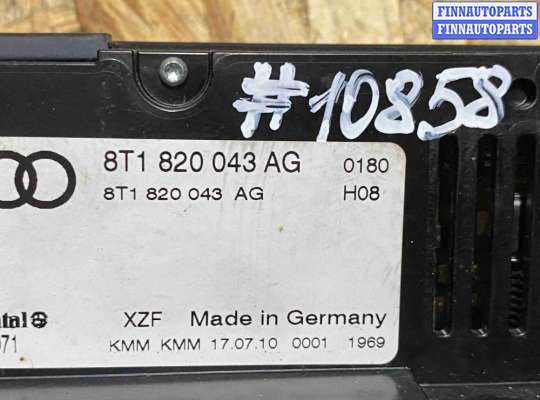 FINNAUTOPARTS
FINNAUTOPARTS
#10858
8T1 820 043 AG 0180
8T1 820 043 AG H08
XZF Made in Germany
071
KMM KMM 17.07.10 0001 1969